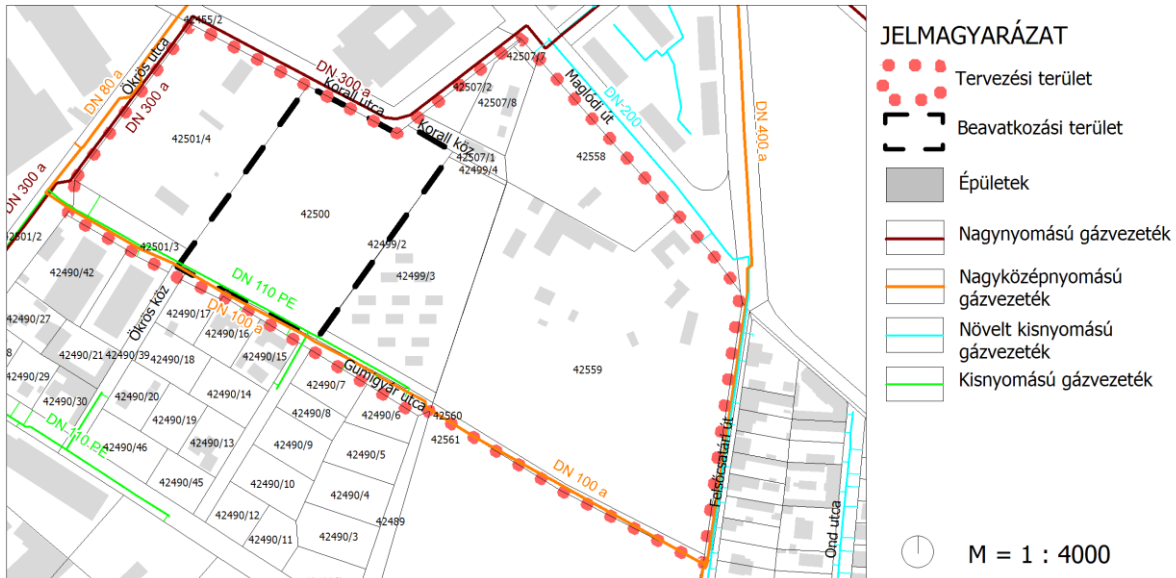 42455/2
Ökrös utca
DN 80 a
DN 300 a
DN 300 a
Korall utca
42507/7
42507/2
42507/8
Korall köz
42507/1
42499/4
42501/4
Maglódi út
DN 200
42558
DN 400 a
DN 300 a
42500
42501/2
42501/3
42499/2
42499/3
DN 110 PE
DN 100 a
42490/42
Ökrös köz
42490/17
42490/16
42490/15
42490/27
42490/21
42490/39
42490/18
8
42490/29
42490/30
42490/20
42490/14
42490/19
42490/13
42490/7
Gumigyár utca
42490/8
42490/6
42560
42561
42559
DN 110 PE
42490/46
42490/45
42490/9
42490/5
42490/10
42490/4
42490/12
42490/11
42490/3
42489
DN 100 a
Felsőcsatári út
Ond utca
JELMAGYARÁZAT
Tervezési terület
Beavatkozási terület
Épületek
Nagynyomású gázvezeték
Nagyközépnyomású
gázvezeték
Növelt kisnyomású
gázvezeték
Kisnyomású gázvezeték
M = 1 : 4000